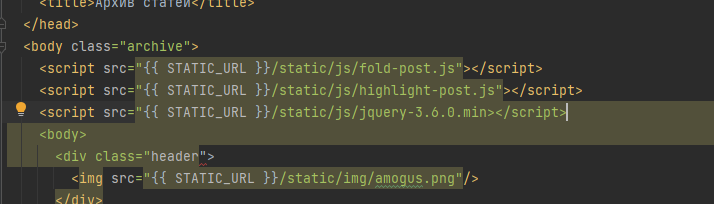 <title>Архив статей</title>
</head>
<body class="archive">
<script src="{{ STATIC_URL }}/static/js/fold-post.js"></script>
<script src="{{ STATIC_URL }}/static/js/highlight-post.js"></script>
<script src="{{ STATIC_URL }}/static/js/jquery-3.6.0.min></script>
<body>
<div class="header">
<img src="{{ STATIC_URL }}/static/img/amogus.png"/>
</div>